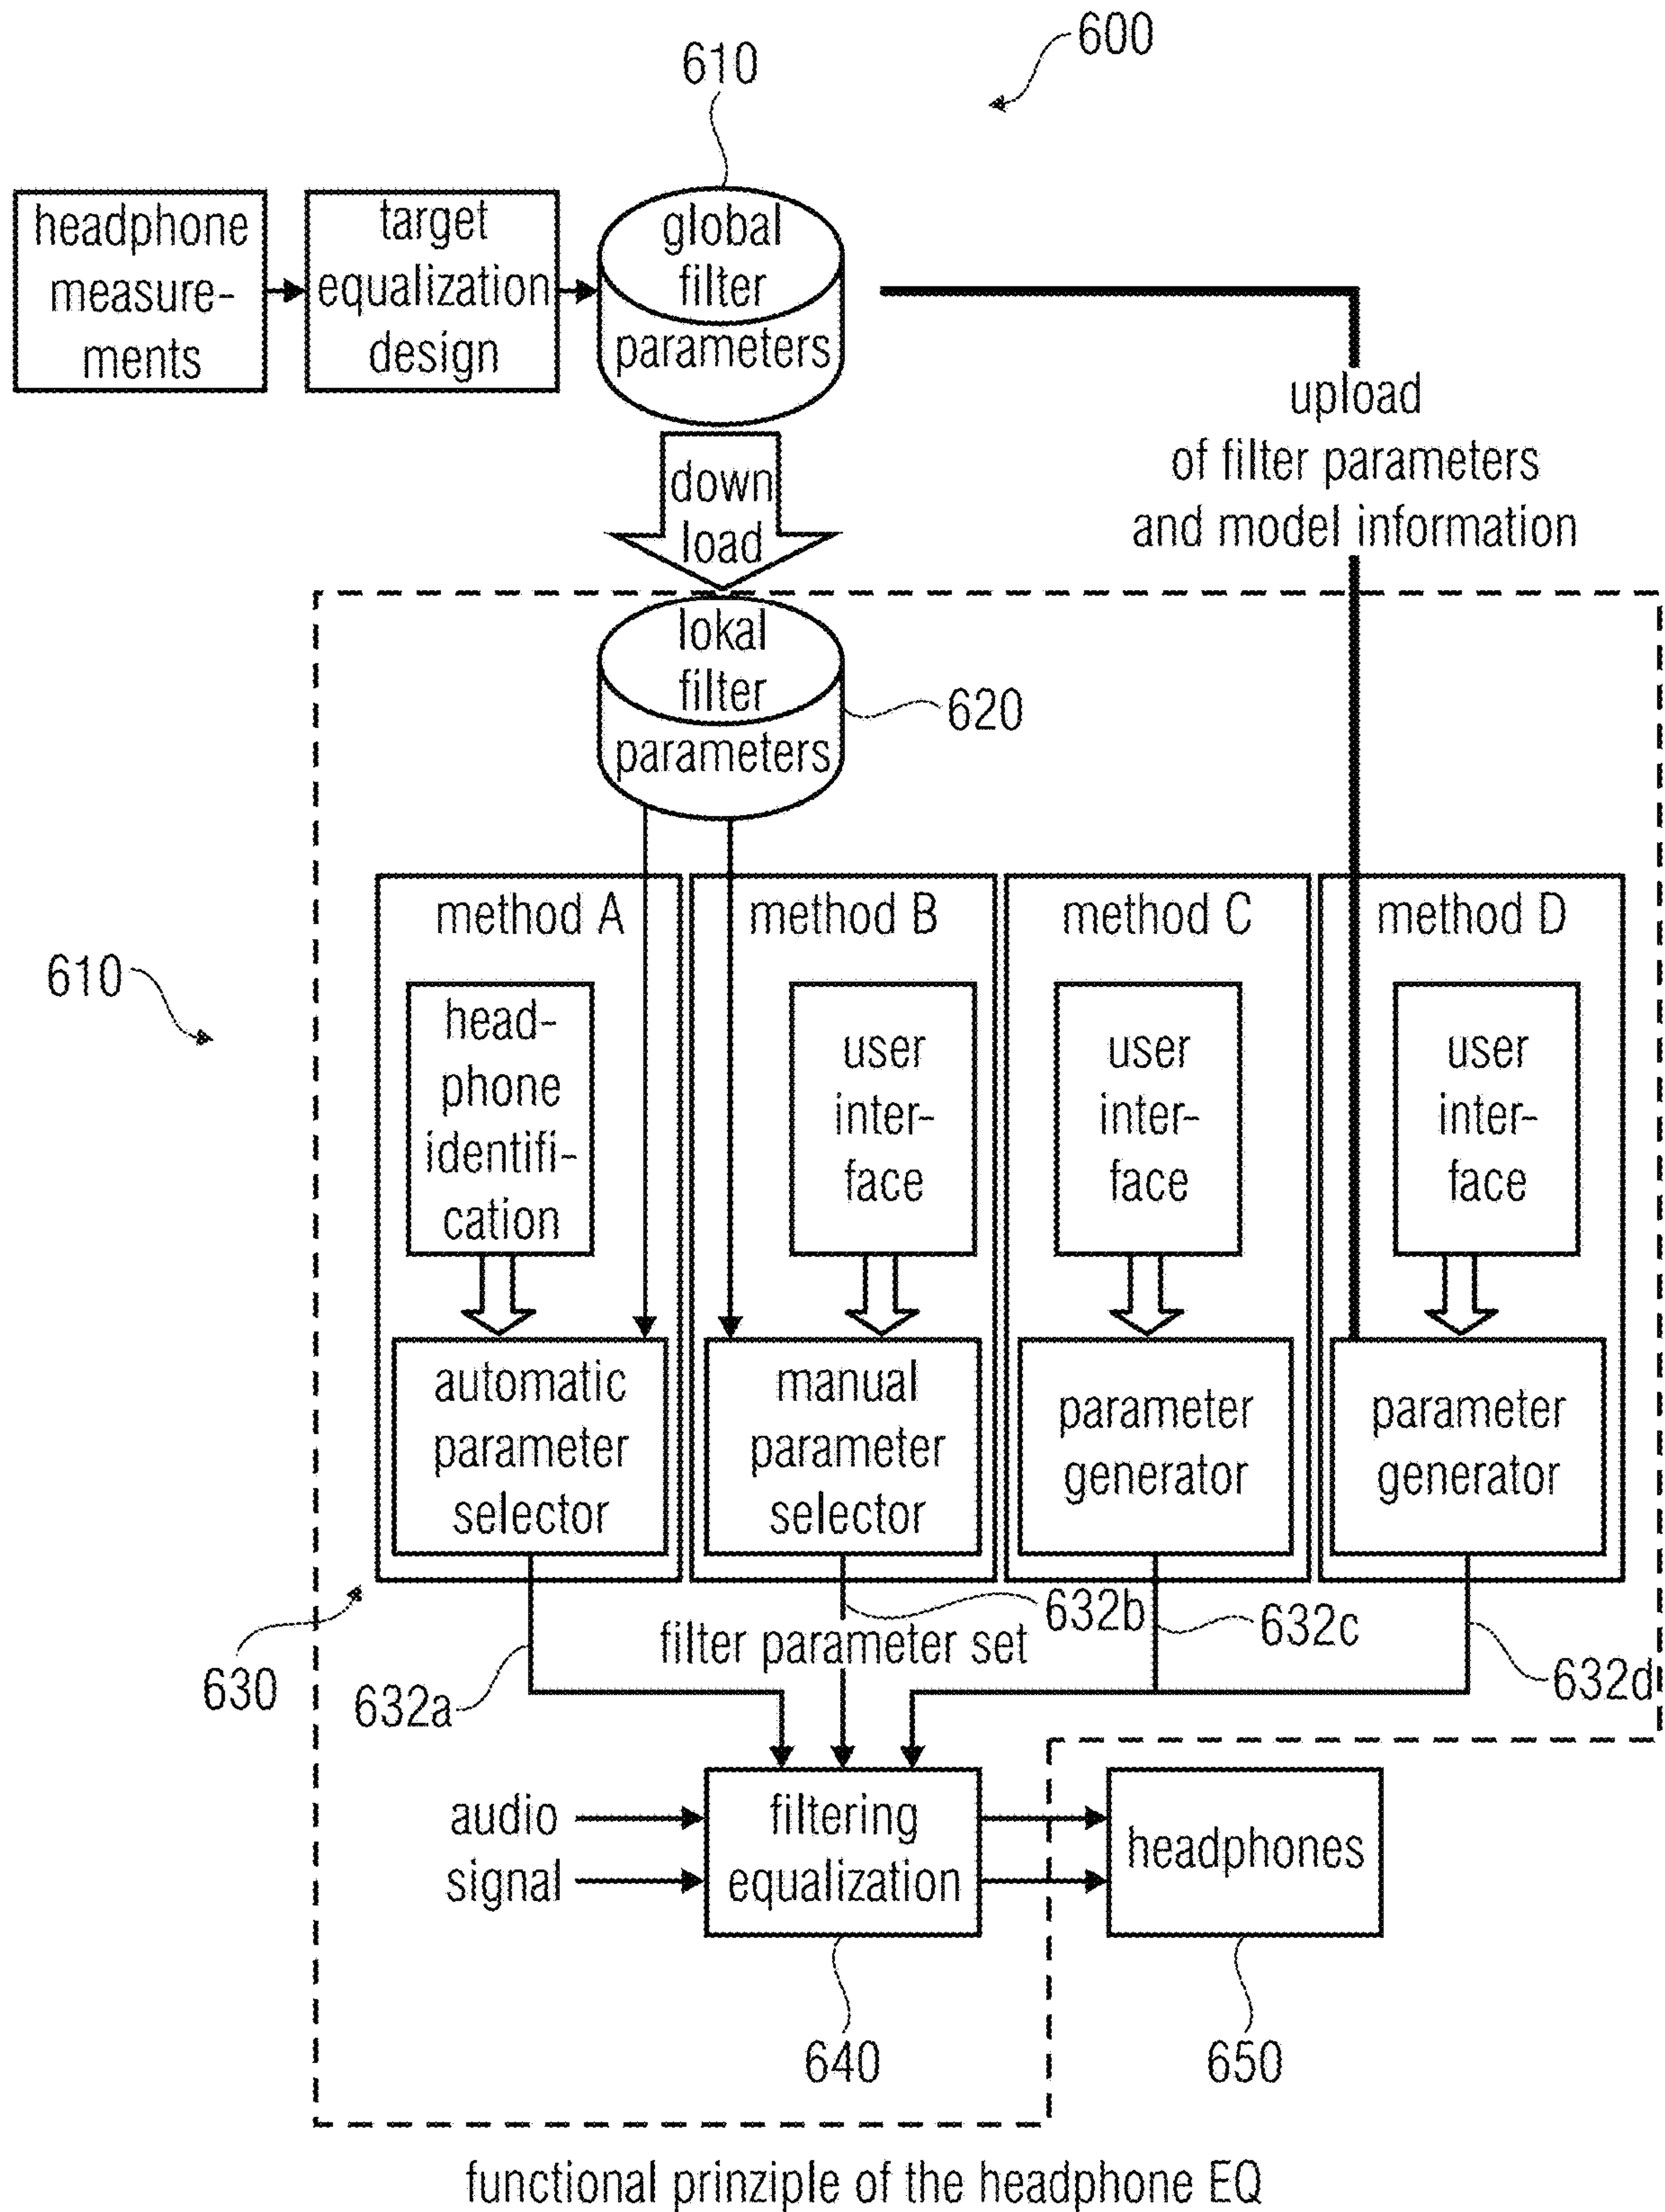 600
610
headphone
measure-
ments
target
equalization
design
global
filter
parameters
upload
of filter parameters
and model information
down
load
lokal
filter
parameters
620
610
method A
method B
method C
method D
head-
phone
identifi-
cation
user
inter-
face
user
inter-
face
user
inter-
face
automatic
parameter
selector
manual
parameter
selector
parameter
generator
parameter
generator
630
632a
filter parameter set
632b
632c
632d
audio
signal
filtering
equalization
headphones
640
650
functional prinziple of the headphone EQ